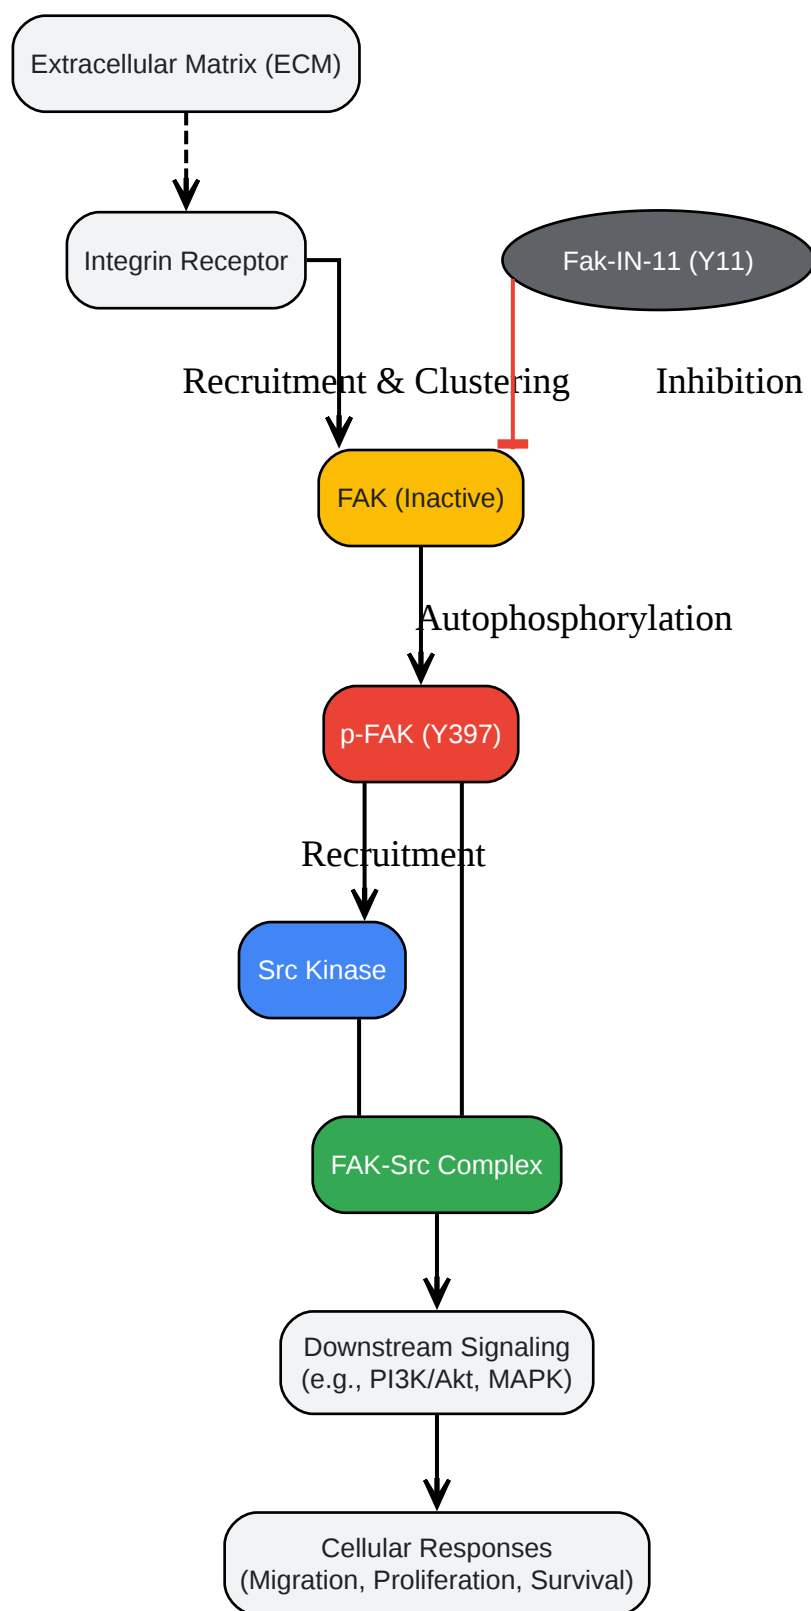 Extracellular Matrix (ECM)
Integrin Receptor
Fak-IN-11 (Y11)
Recruitment & Clustering
Inhibition
FAK (Inactive)
Autophosphorylation
p-FAK (Y397)
Recruitment
Src Kinase
FAK-Src Complex
Downstream Signaling
(e.g., PI3K/Akt, MAPK)
Cellular Responses
(Migration, Proliferation, Survival)